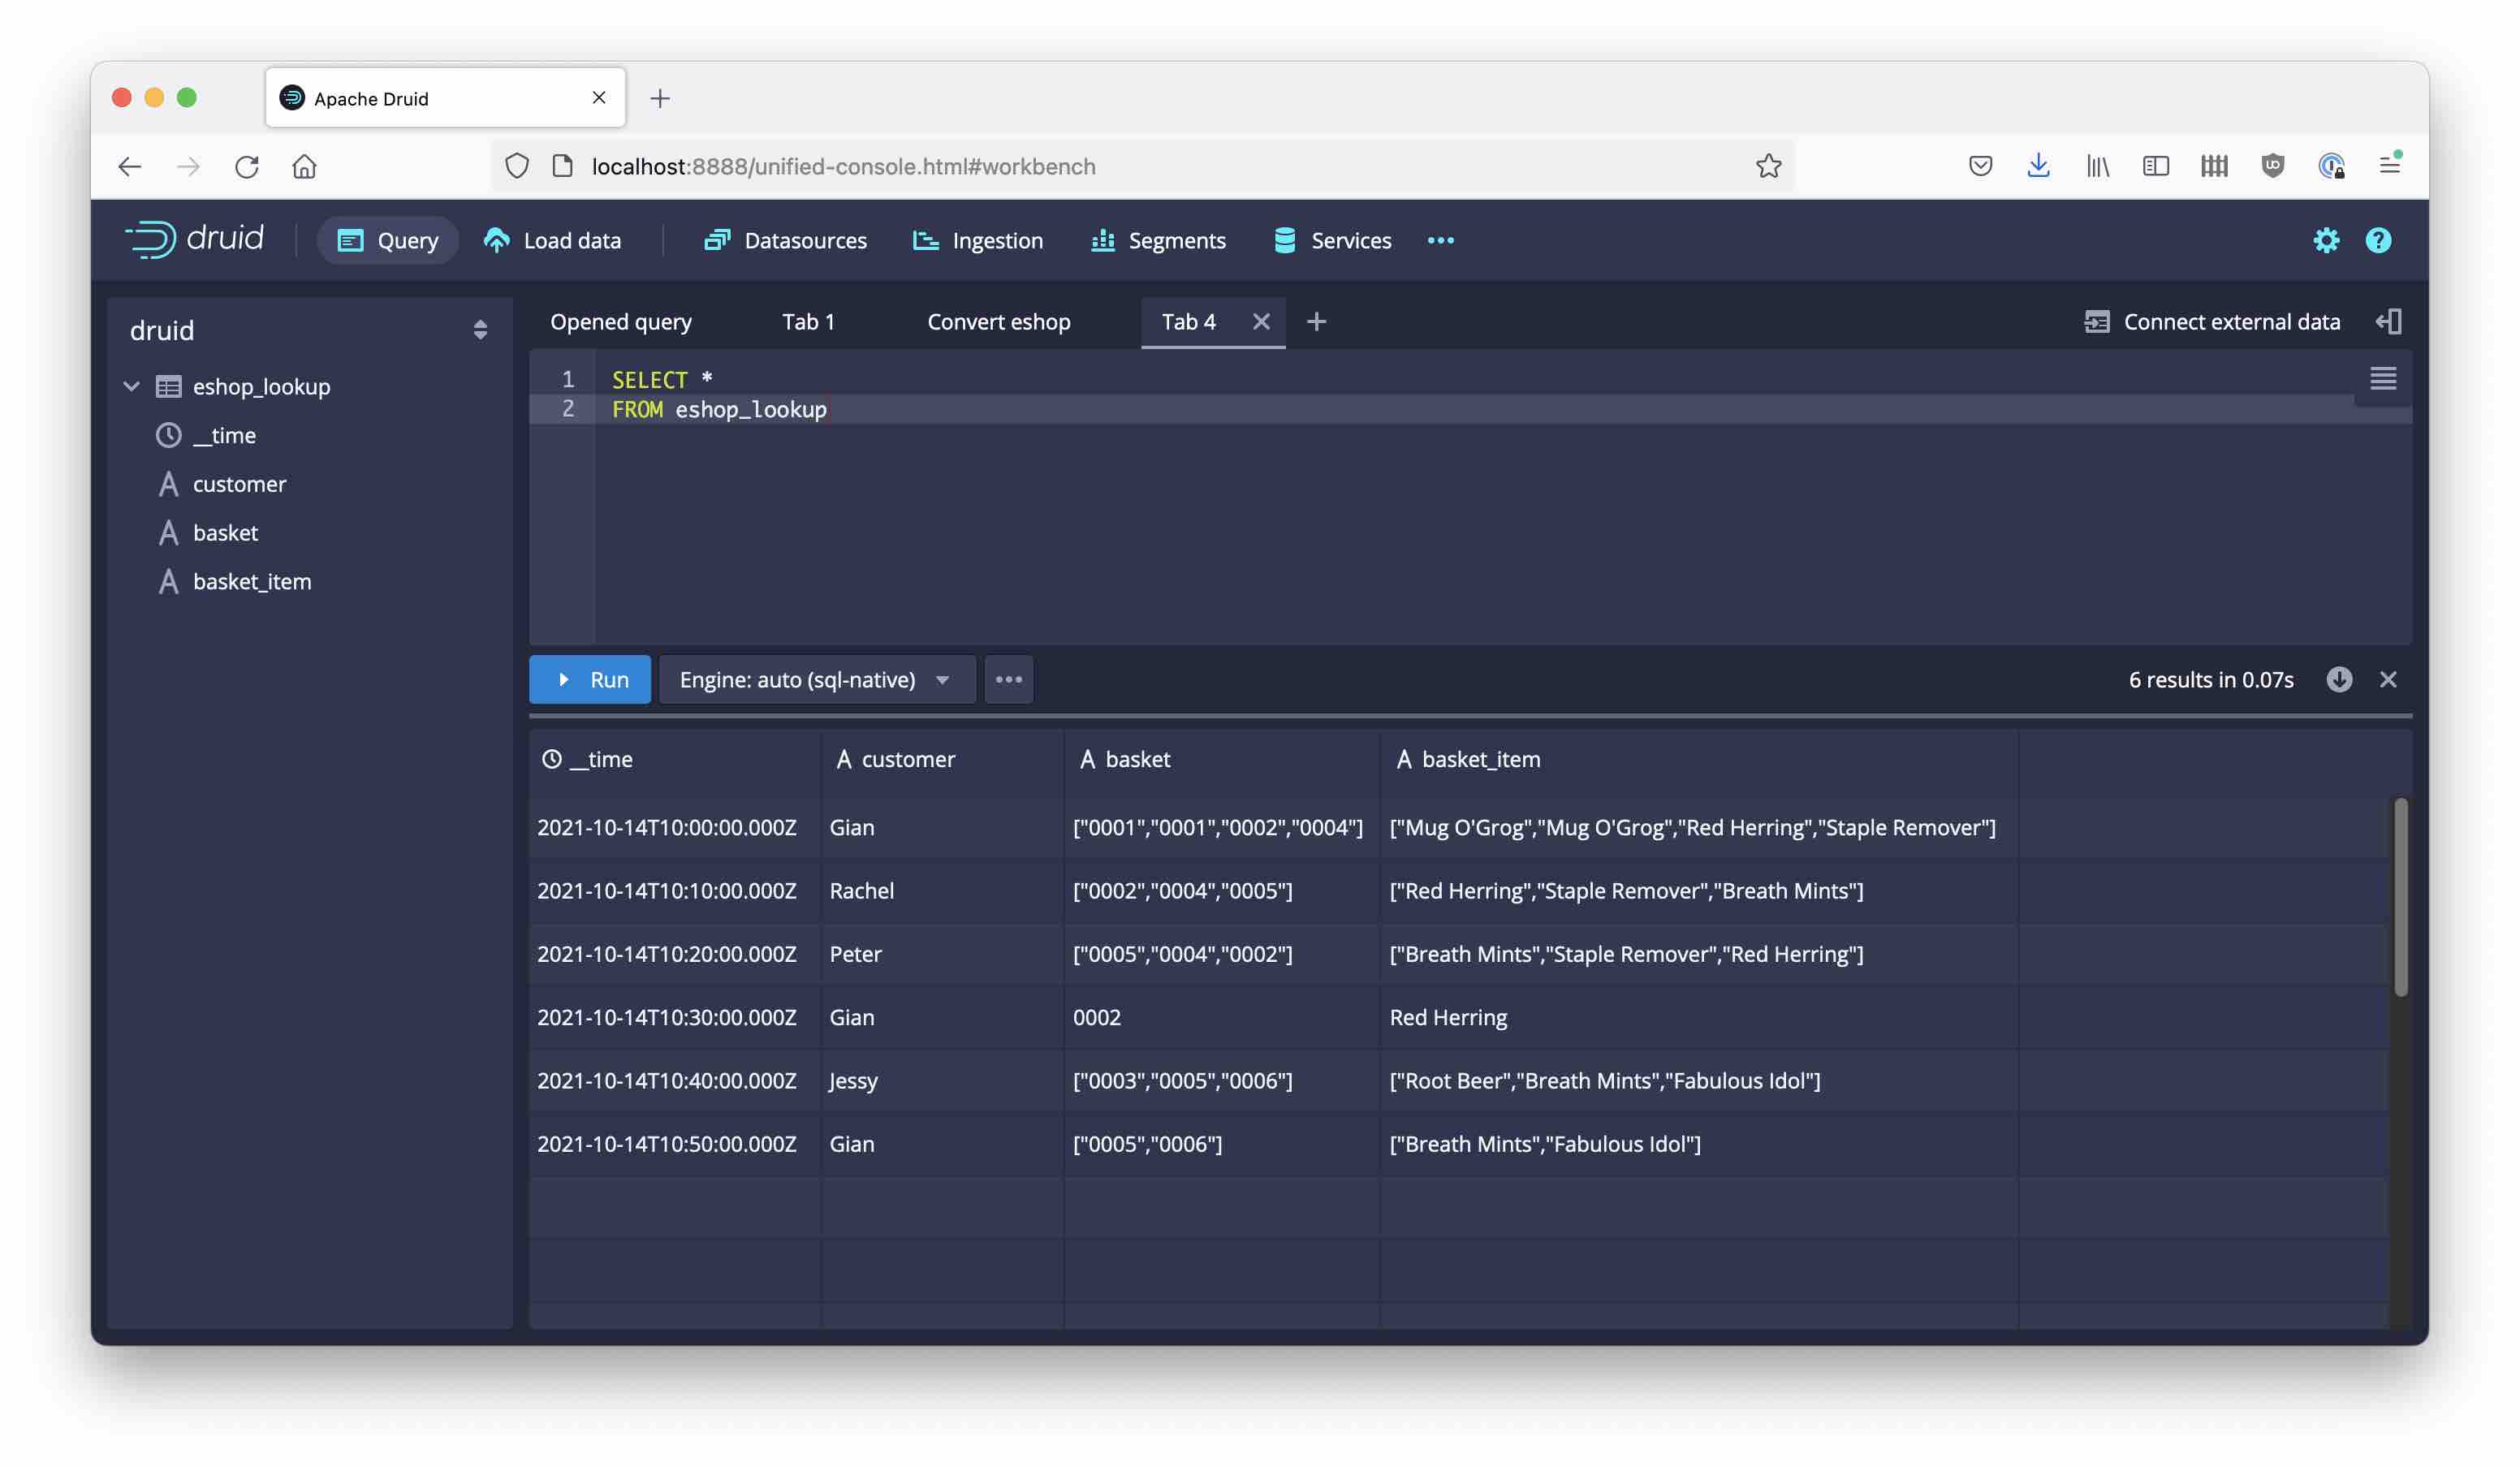 Apache Druid
localhost:8888/unified-console.html#workbench
druid Query Load data Datasources Ingestion Segments Services
druid
eshop_lookup
__time
customer
basket
basket_item
Opened query Tab 1 Convert eshop Tab 4 Connect external data
1 SELECT *
2 FROM eshop_lookup
Run Engine: auto (sql-native) 6 results in 0.07s
__time customer basket basket_item
2021-10-14T10:00:00.000Z Gian ["0001","0001","0002","0004"] ["Mug O'Grog","Mug O'Grog","Red Herring","Staple Remover"]
2021-10-14T10:10:00.000Z Rachel ["0002","0004","0005"] ["Red Herring","Staple Remover","Breath Mints"]
2021-10-14T10:20:00.000Z Peter ["0005","0004","0002"] ["Breath Mints","Staple Remover","Red Herring"]
2021-10-14T10:30:00.000Z Gian 0002 Red Herring
2021-10-14T10:40:00.000Z Jessy ["0003","0005","0006"] ["Root Beer","Breath Mints","Fabulous Idol"]
2021-10-14T10:50:00.000Z Gian ["0005","0006"] ["Breath Mints","Fabulous Idol"]